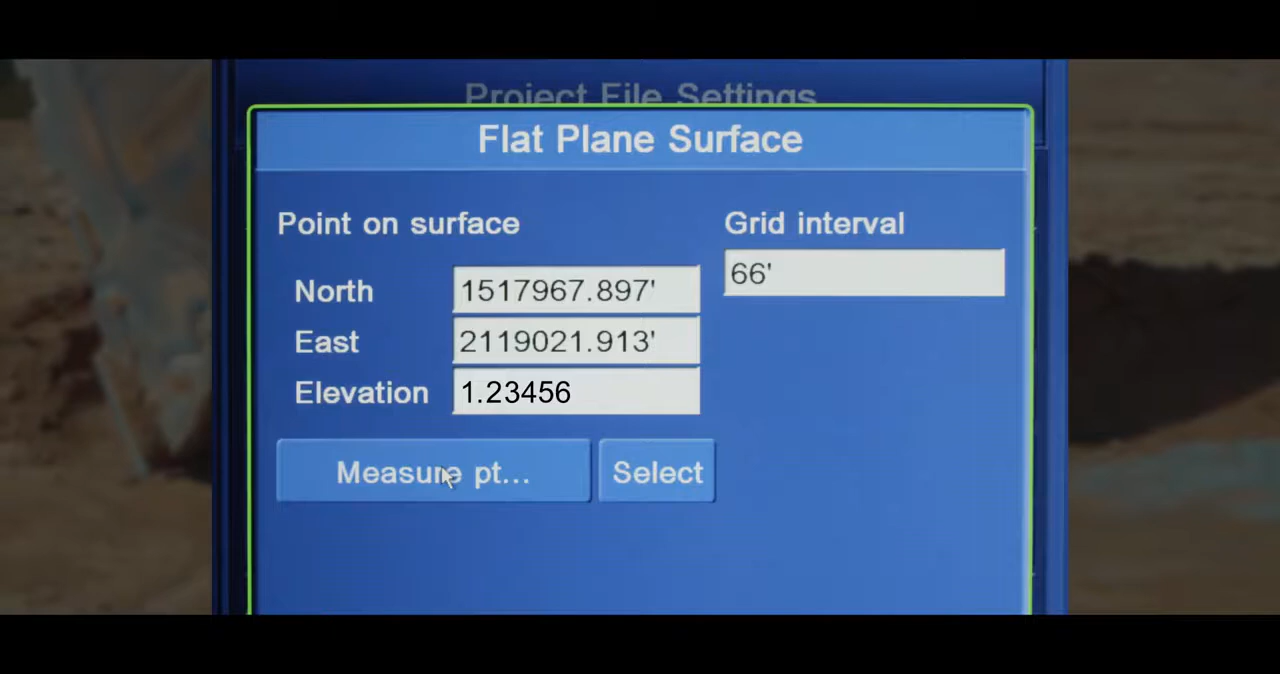 Project File Settings
Flat Plane Surface
Point on surface
Grid interval
66'
North 1517967.897'
East 2119021.913'
Elevation 1.23456
Measure pt...
Select